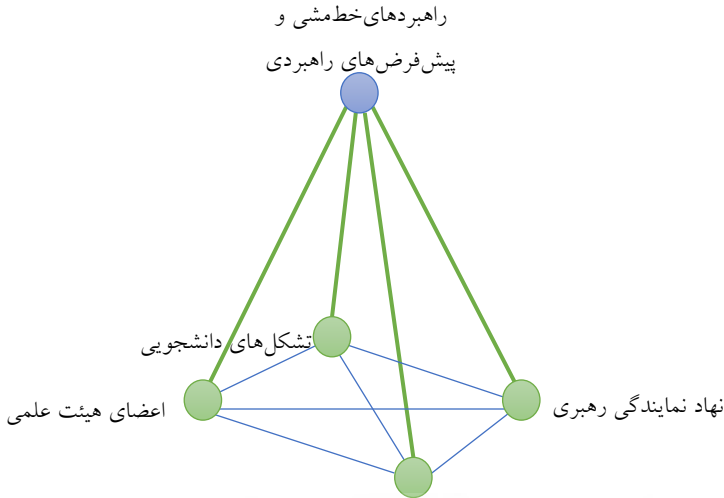 راهبردهای‌خط‌مشی و
پیش‌فرض‌های راهبردی
تشکل‌های دانشجویی
اعضای هیئت علمی
نهاد نمایندگی رهبری